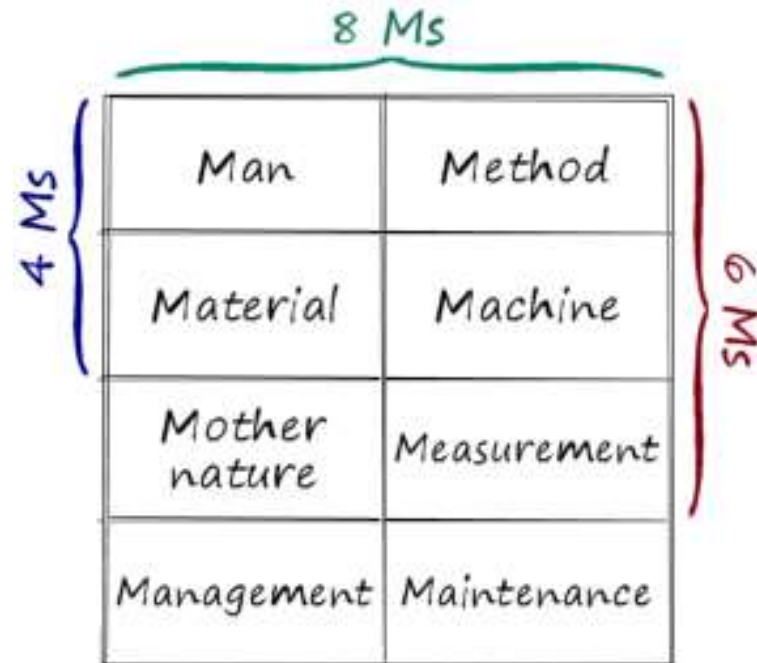 8 Ms
4 Ms
Man Method
Material Machine
6 Ms
Mother
nature
Measurement
Management Maintenance